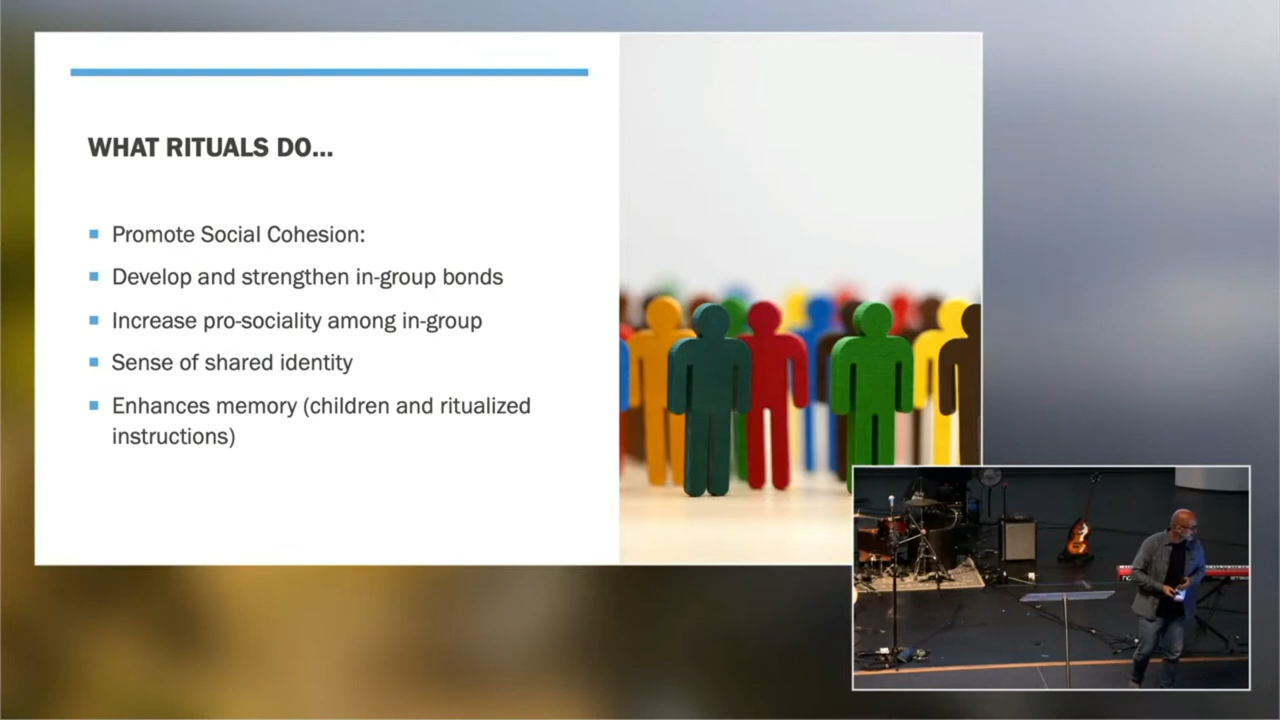 WHAT RITUALS DO...
Promote Social Cohesion:
Develop and strengthen in-group bonds
Increase pro-sociality among in-group
Sense of shared identity
Enhances memory (children and ritualized
instructions)